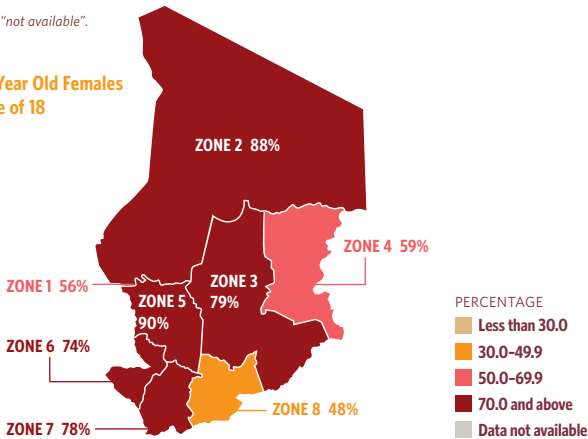 "not available".
Year Old Females
e of 18
ZONE 2 88%
ZONE 4 59%
ZONE 1 56%
ZONE 3
79%
ZONE 5
90%
ZONE 6 74%
ZONE 8 48%
ZONE 7 78%
PERCENTAGE
Less than 30.0
30.0–49.9
50.0–69.9
70.0 and above
Data not available